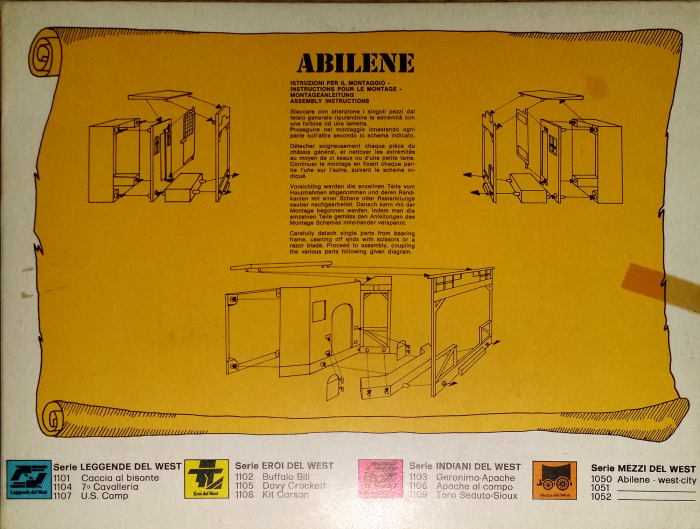 ABILENE
ISTRUZIONI PER IL MONTAGGIO -
INSTRUCTIONS POUR LE MONTAGE -
MONTAGEANLEITUNG
ASSEMBLY INSTRUCTIONS
Staccare con attenzione i singoli pezzi dal
telaio generale ripulendone le estremità con
una forbice od una lametta.
Proseguire nel montaggio innestando ogni
parte sull'altra secondo lo schema indicato.
Détacher soigneusement chaque pièce du
châssis général, et nettoyer les extrémités
au moyen de ci seaux ou d'une petite lame.
Continuer le montage en fixant chaque par-
tie l'une sur l'autre, suivant le schème in-
diqué.
Vorsichtig werden die enzeilnen Teile vom
Hauptrahmen abgenommen und deren Rand-
kanten mit einer Schere oder Rasierklinge
sauber nachgearbeitet. Danach kann mit der
Montage begonnen werden, indem man die
einzelnen Teile gemäss den Anleitungen des
Montage Schemas miteinander verspannt.
Carefully detach single parts from bearing
frame, ceaning off ends with scissors or a
razor blade. Proceed to assembly, coupling
the various parts following given diagram.
Leggende del West
Serie LEGGENDE DEL WEST
1101 Caccia al bisonte
1104 7º Cavalleria
1107 U.S. Camp
Eroi del West
Serie EROI DEL WEST
1102 Buffalo Bill
1105 Davy Crockett
1108 Kit Carson
Serie INDIANI DEL WEST
1103 Geronimo-Apache
1106 Apache al campo
1109 Toro Seduto-Sioux
Mezzi del West
Serie MEZZI DEL WEST
1050 Abilene - west-city
1051
1052